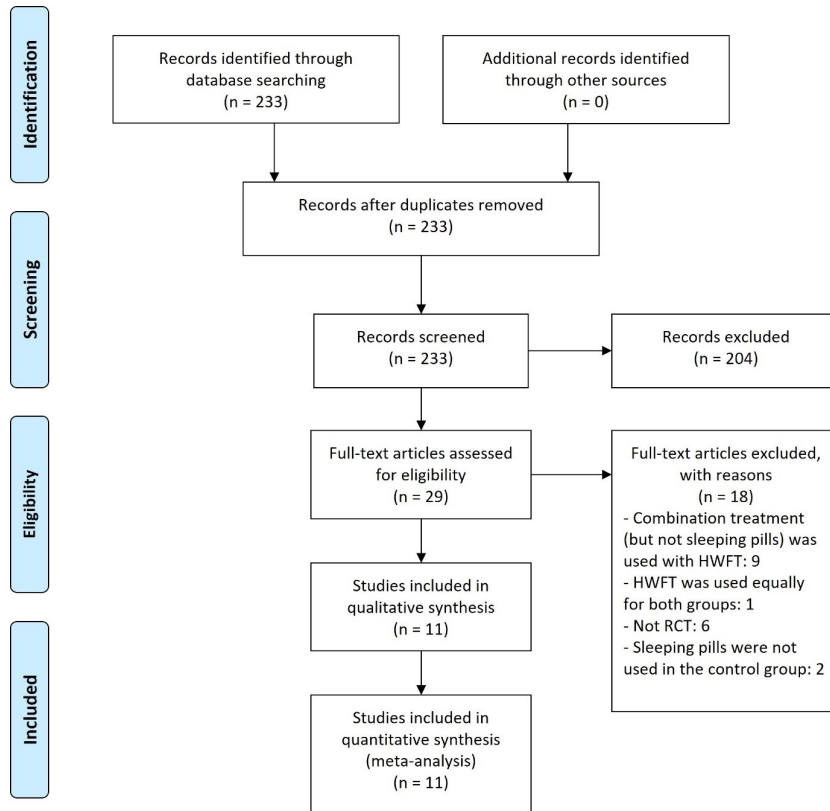 Identification
Records identified through
database searching
(n = 233)
Additional records identified
through other sources
(n = 0)
Records after duplicates removed
(n = 233)
Screening
Records screened
(n = 233)
Records excluded
(n = 204)
Eligibility
Full-text articles assessed
for eligibility
(n = 29)
Full-text articles excluded,
with reasons
(n = 18)
- Combination treatment
(but not sleeping pills) was
used with HWFT: 9
- HWFT was used equally
for both groups: 1
- Not RCT: 6
- Sleeping pills were not
used in the control group: 2
Studies included in
qualitative synthesis
(n = 11)
Included
Studies included in
quantitative synthesis
(meta-analysis)
(n = 11)